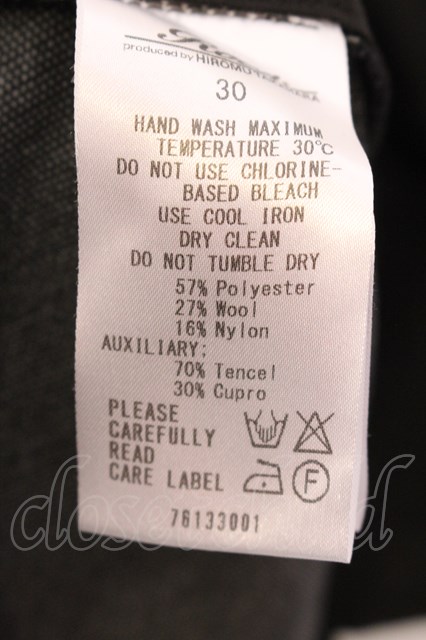 produced by HIROMU
30
HAND WASH MAXIMUM
TEMPERATURE 30℃
DO NOT USE CHLORINE-
BASED BLEACH
USE COOL IRON
DRY CLEAN
DO NOT TUMBLE DRY
57% Polyester
27% Wool
16% Nylon
AUXILIARY:
70% Tencel
30% Cupro
PLEASE
CAREFULLY
READ
CARE LABEL
F
76133001